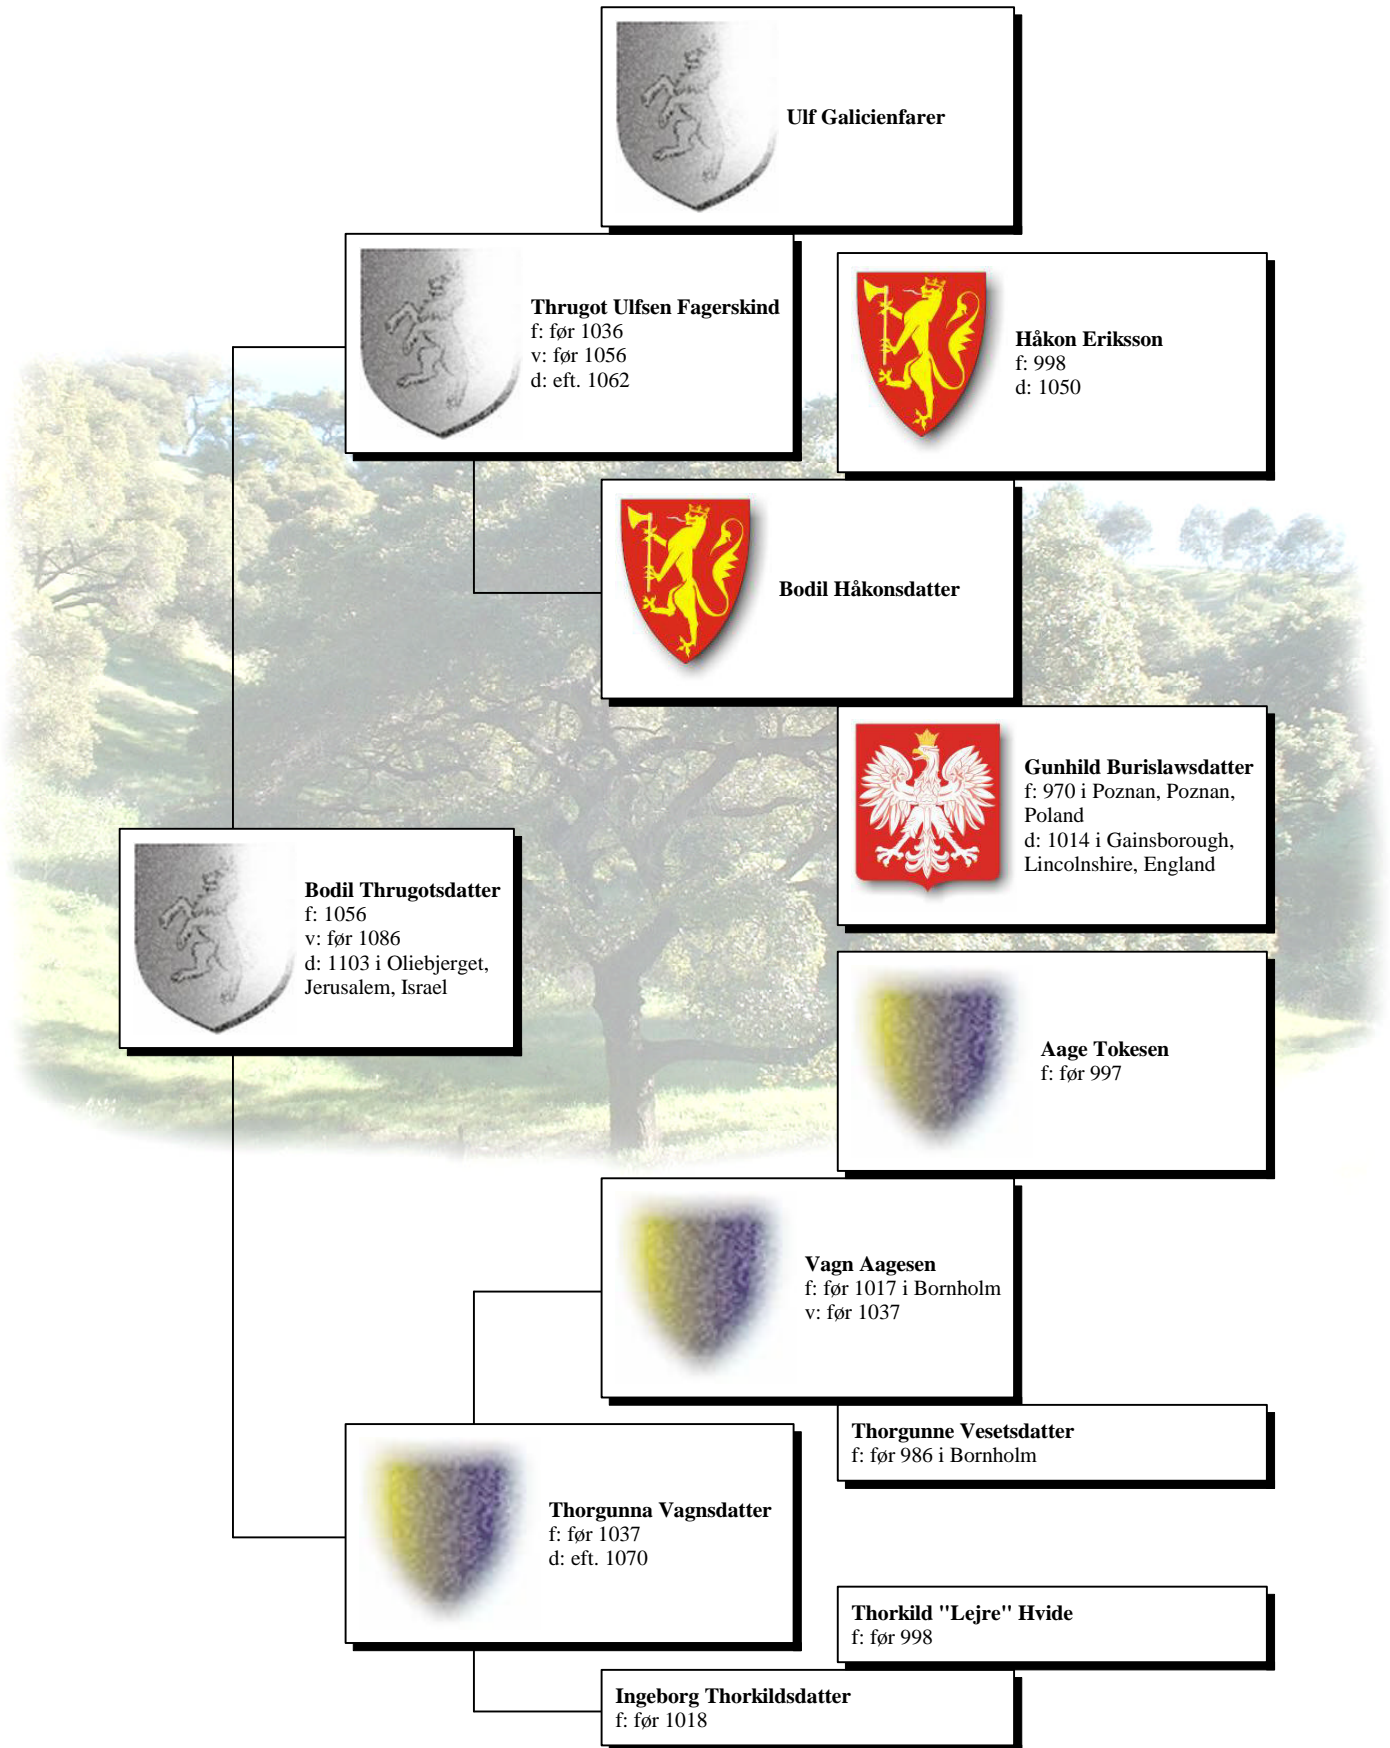 Ulf Galicienfarer
Thrugot Ulfsen Fagerskind
f: før 1036
v: før 1056
d: eft. 1062
Håkon Eriksson
f: 998
d: 1050
Bodil Håkonsdatter
Gunhild Burislawsdatter
f: 970 i Poznan, Poznan,
Poland
d: 1014 i Gainsborough,
Lincolnshire, England
Bodil Thrugotsdatter
f: 1056
v: før 1086
d: 1103 i Oliebjerget,
Jerusalem, Israel
Aage Tokesen
f: før 997
Vagn Aagesen
f: før 1017 i Bornholm
v: før 1037
Thorgunne Vesetsdatter
f: før 986 i Bornholm
Thorgunna Vagnsdatter
f: før 1037
d: eft. 1070
Thorkild "Lejre" Hvide
f: før 998
Ingeborg Thorkildsdatter
f: før 1018